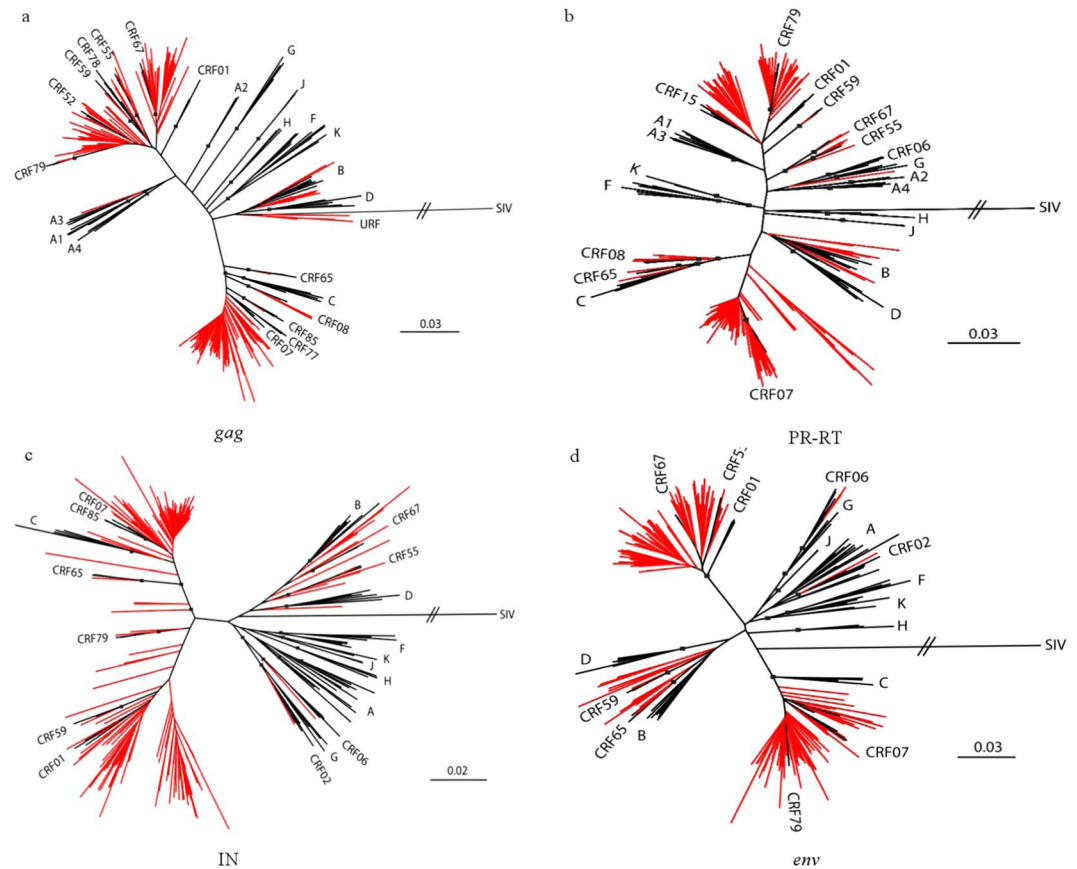 a
CRF67
CRF55
CRF78
CRF59
CRF52
CRF79
CRF01
A2
G
J
H
F
K
B
D
SIV
URF
A3
A1
A4
CRF65
C
CRF08
CRF85
CRF77
CRF07
0.03
gag
b
CRF79
CRF01
CRF59
CRF15
A1
A3
CRF67
CRF55
CRF06
G
A2
A4
K
F
SIV
H
J
CRF08
CRF65
C
B
D
CRF07
0.03
PR-RT
c
CRF07
CRF85
C
CRF65
CRF79
CRF59
CRF01
B
CRF67
CRF55
D
SIV
F
K
J
H
A
CRF06
G
CRF02
0.02
IN
d
CRF67
CRF5
CRF01
CRF06
G
J
A
CRF02
F
K
H
SIV
D
CRF59
CRF65
B
C
CRF07
CRF79
0.03
env